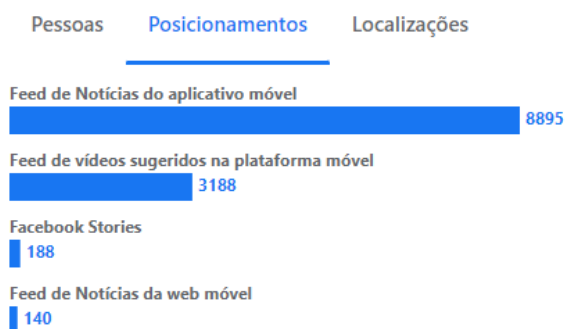 Pessoas Posicionamentos Localizações
Feed de Notícias do aplicativo móvel
8895
Feed de vídeos sugeridos na plataforma móvel
3188
Facebook Stories
188
Feed de Notícias da web móvel
140